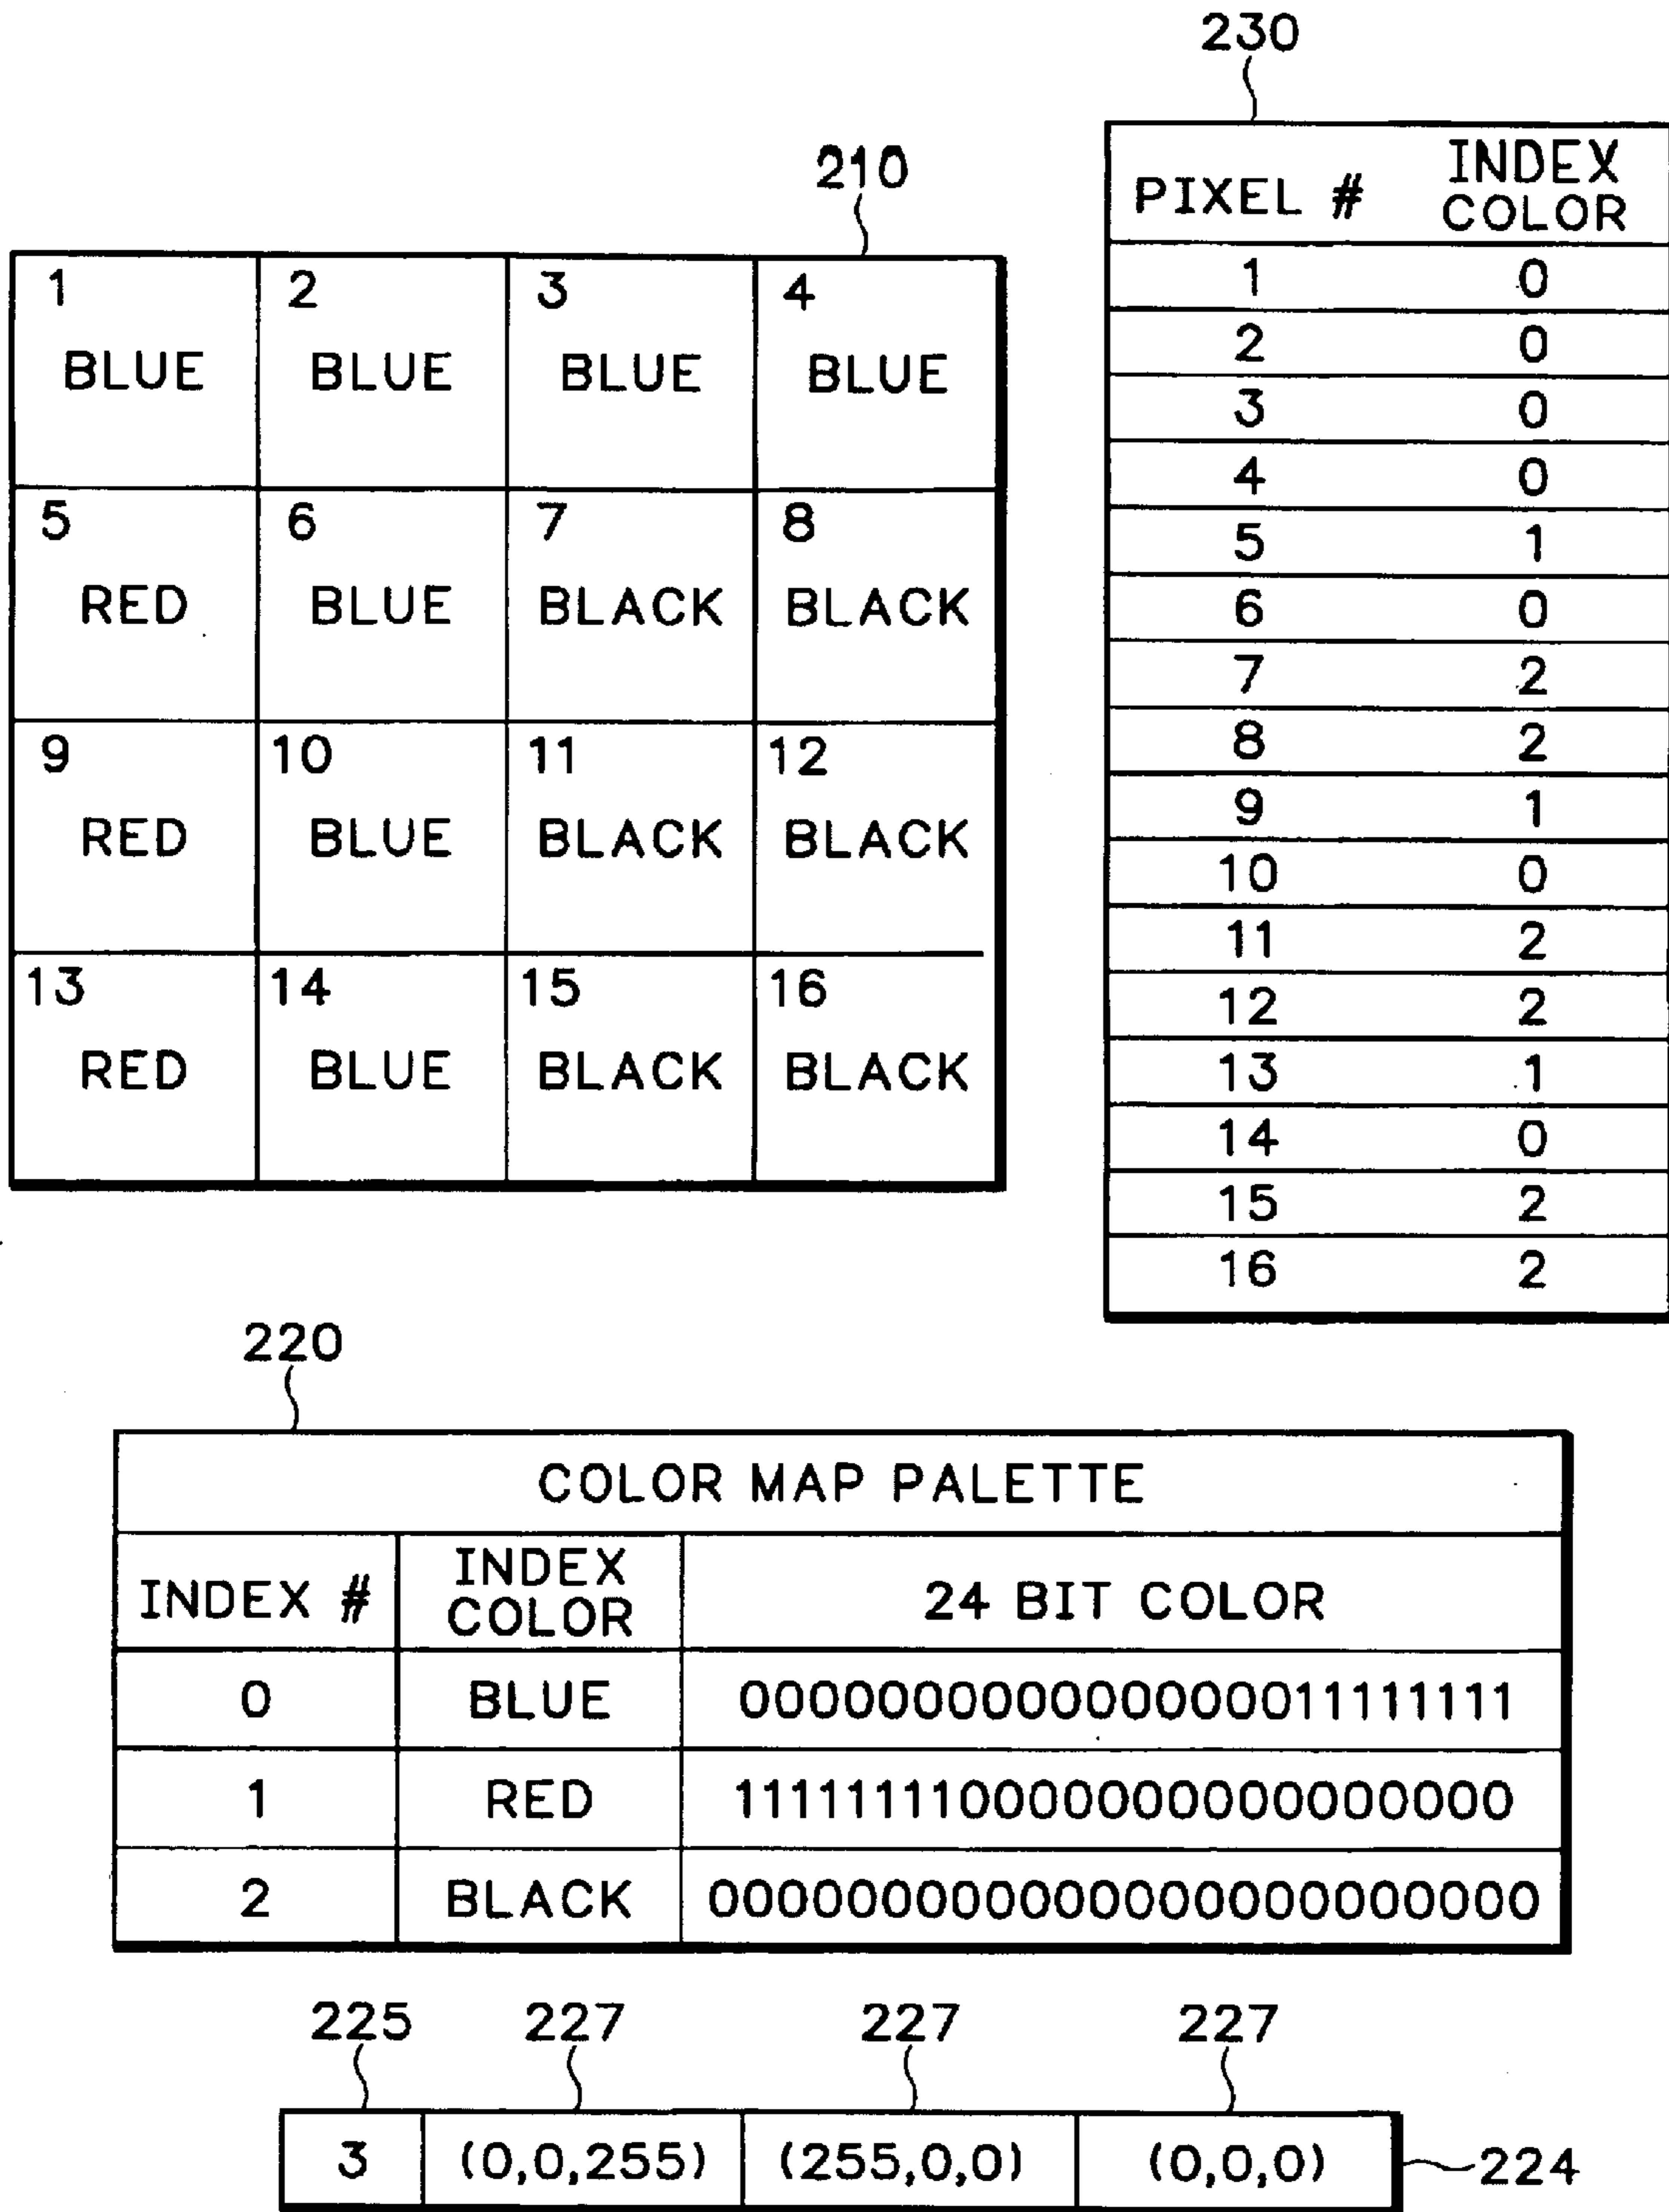 230
PIXEL # INDEX COLOR
1 0
2 0
3 0
4 0
5 1
6 0
7 2
8 2
9 1
10 0
11 2
12 2
13 1
14 0
15 2
16 2
210
1 2 3 4
BLUE BLUE BLUE BLUE
5 6 7 8
RED BLUE BLACK BLACK
9 10 11 12
RED BLUE BLACK BLACK
13 14 15 16
RED BLUE BLACK BLACK
220
COLOR MAP PALETTE
INDEX # INDEX COLOR 24 BIT COLOR
0 BLUE 000000000000000011111111
1 RED 111111110000000000000000
2 BLACK 000000000000000000000000
225 227 227 227
3 (0,0,255) (255,0,0) (0,0,0) 224